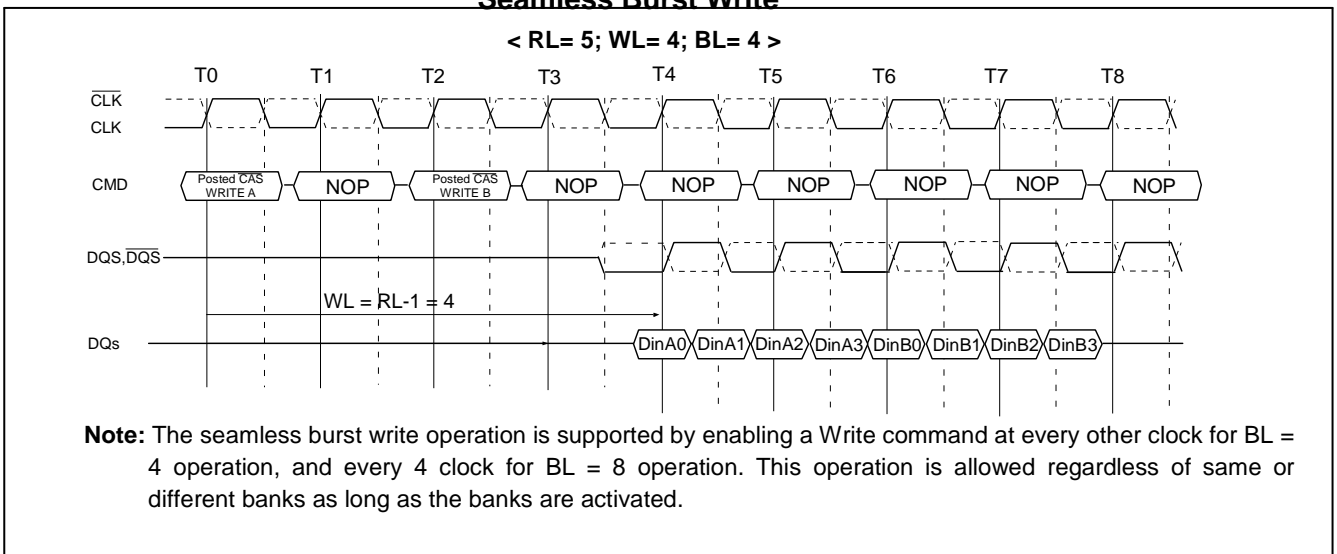 Seamless Burst Write
< RL= 5; WL= 4; BL= 4 >
T0 T1 T2 T3 T4 T5 T6 T7 T8
CLK
CLK
CMD Posted CAS WRITE A NOP Posted CAS WRITE B NOP NOP NOP NOP NOP NOP
DQS,DQS
WL = RL-1 = 4
DQs DinA0 DinA1 DinA2 DinA3 DinB0 DinB1 DinB2 DinB3
Note: The seamless burst write operation is supported by enabling a Write command at every other clock for BL =
4 operation, and every 4 clock for BL = 8 operation. This operation is allowed regardless of same or
different banks as long as the banks are activated.